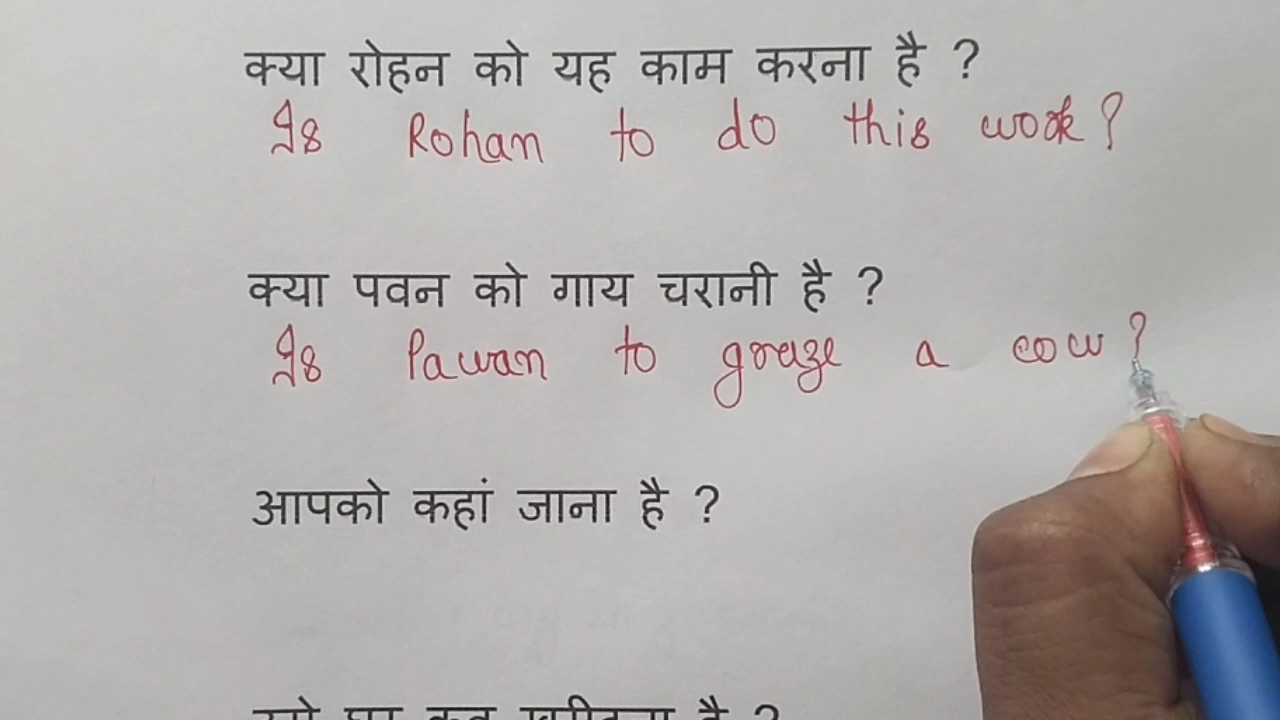 क्या रोहन को यह काम करना है ?
Is Rohan to do this work?
क्या पवन को गाय चरानी है ?
Is Pawan to graze a cow?
आपको कहां जाना है ?